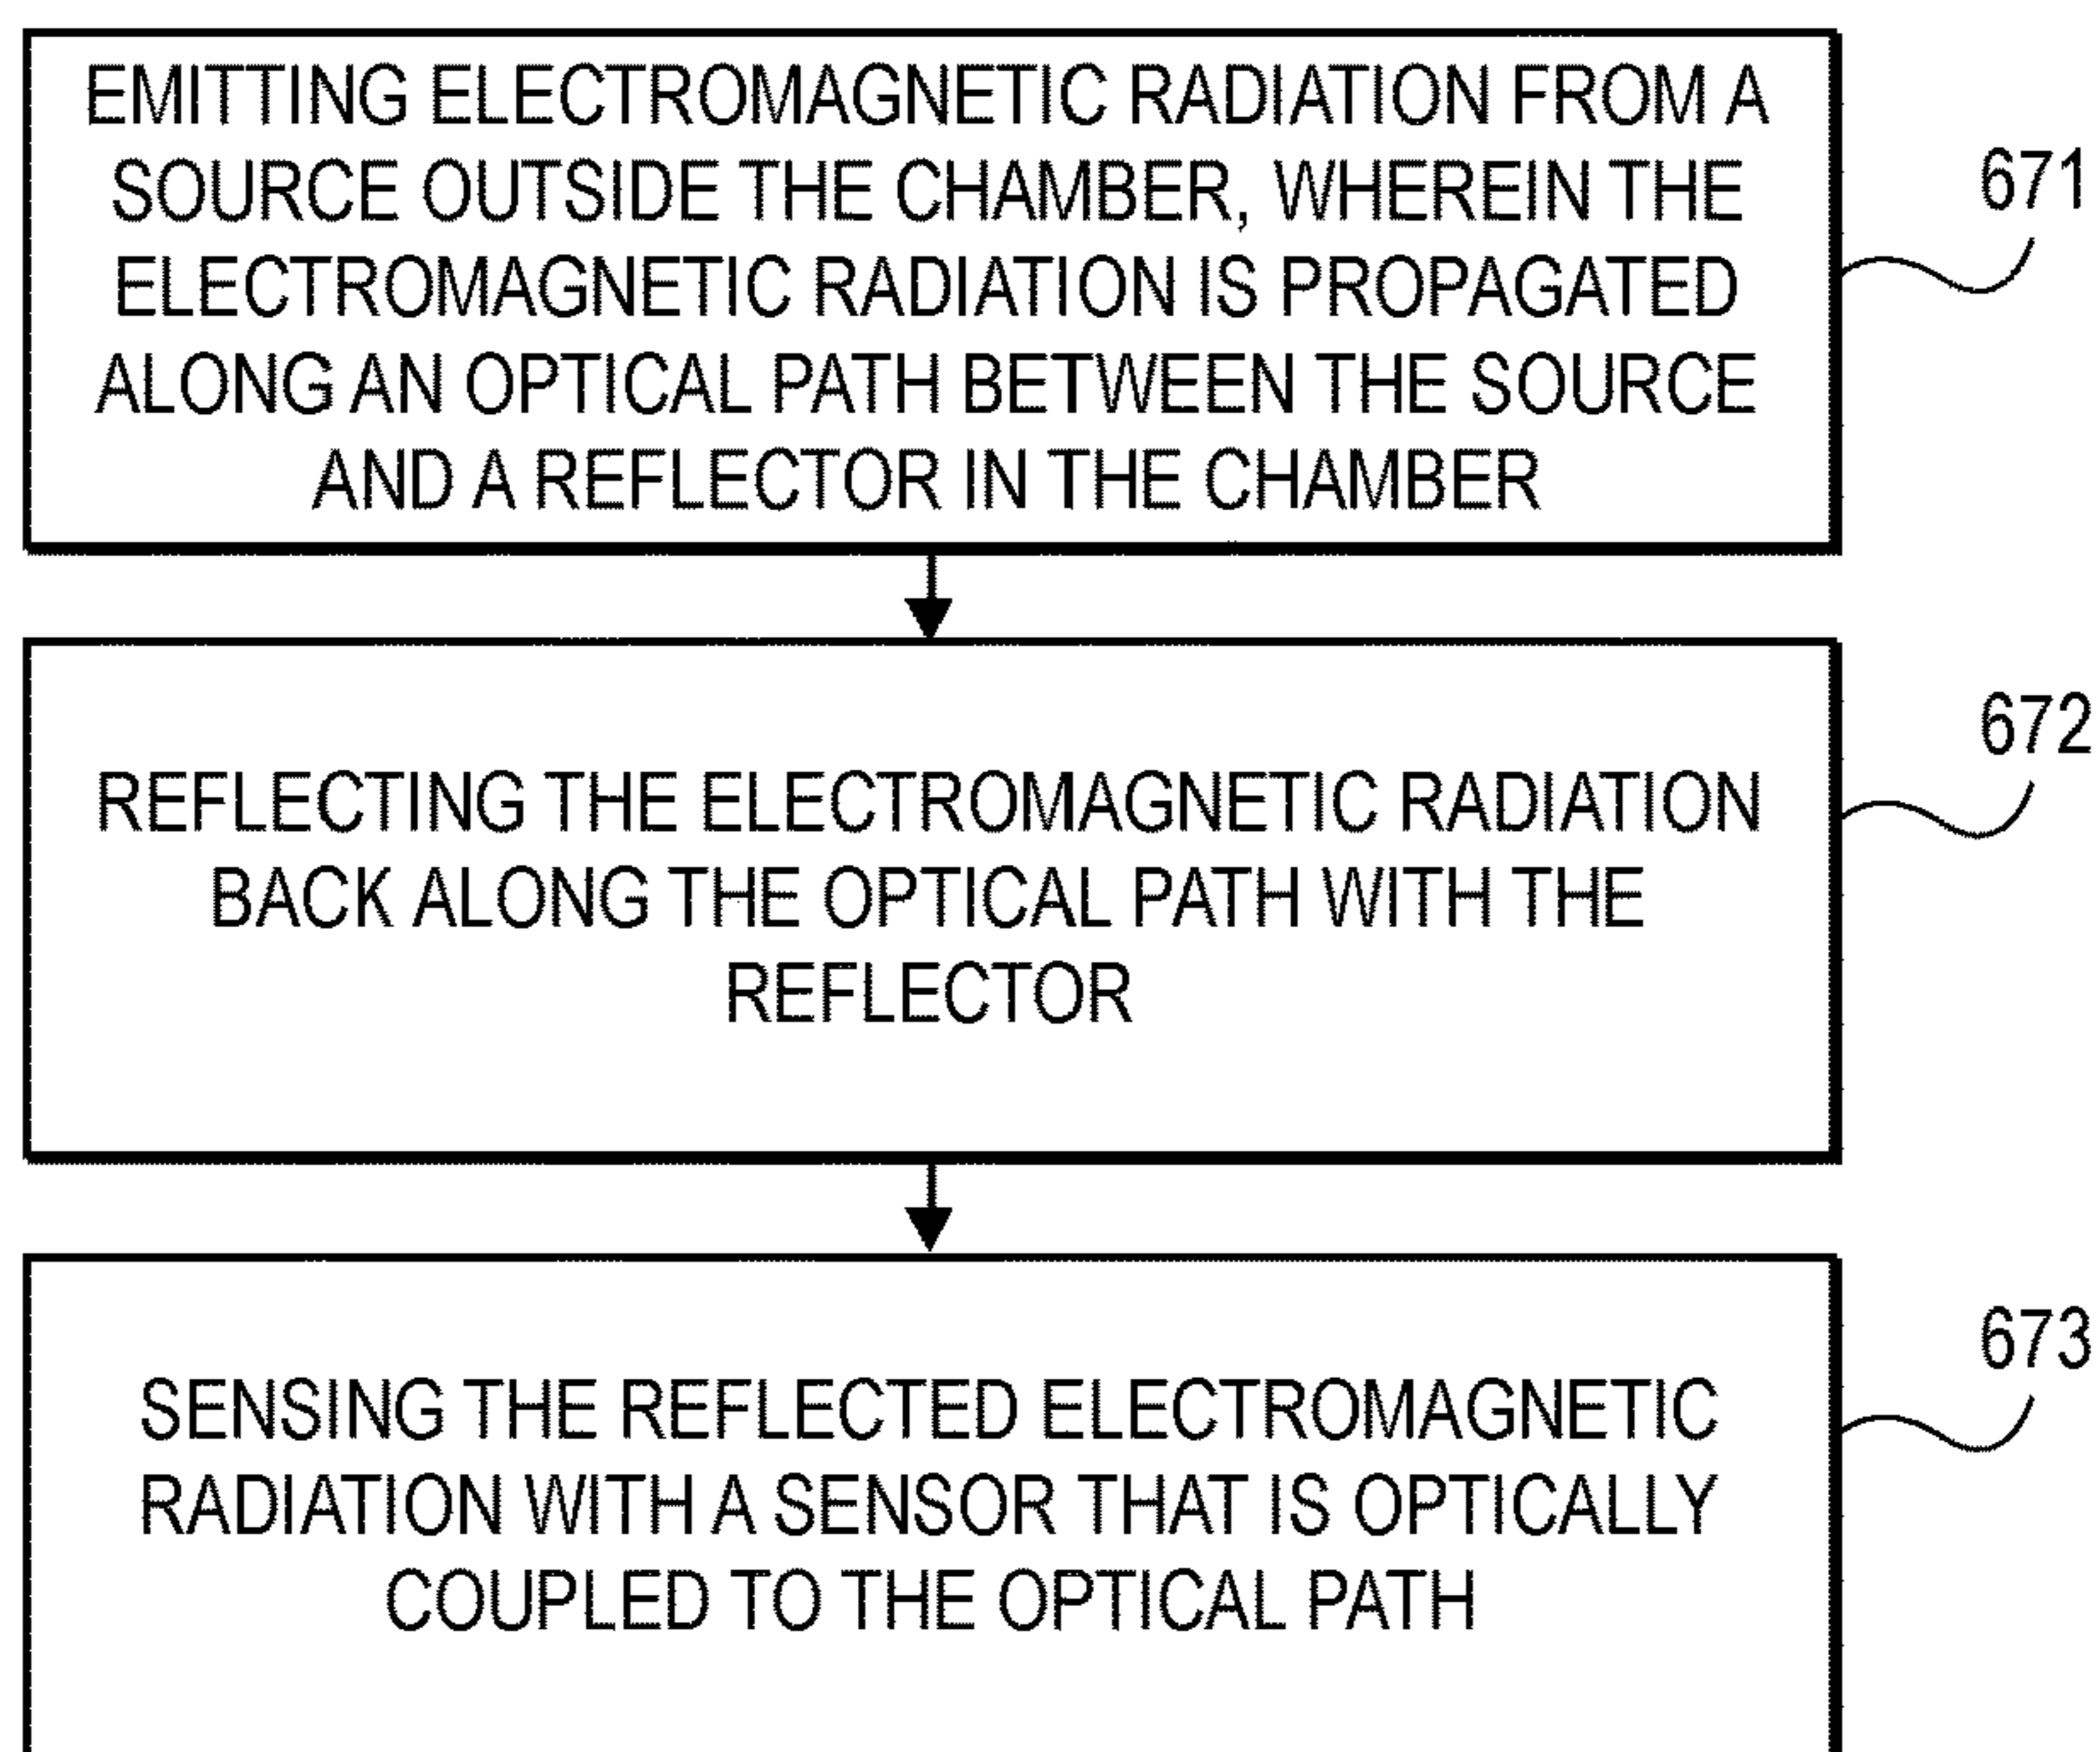 EMITTING ELECTROMAGNETIC RADIATION FROM A
SOURCE OUTSIDE THE CHAMBER, WHEREIN THE
ELECTROMAGNETIC RADIATION IS PROPAGATED
ALONG AN OPTICAL PATH BETWEEN THE SOURCE
AND A REFLECTOR IN THE CHAMBER
671
REFLECTING THE ELECTROMAGNETIC RADIATION
BACK ALONG THE OPTICAL PATH WITH THE
REFLECTOR
672
SENSING THE REFLECTED ELECTROMAGNETIC
RADIATION WITH A SENSOR THAT IS OPTICALLY
COUPLED TO THE OPTICAL PATH
673